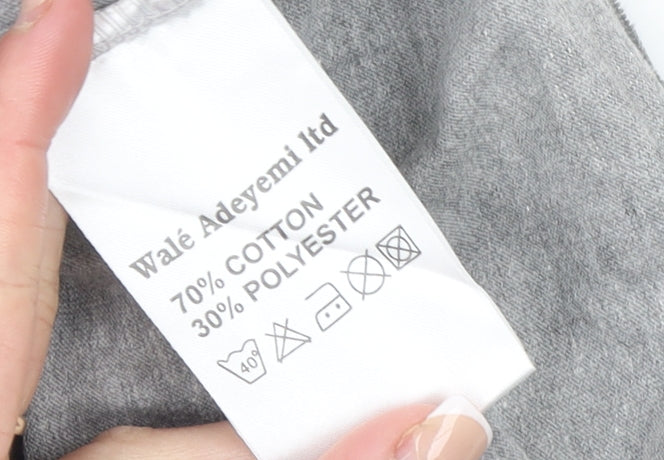 Walé Adeyemi ltd
70% COTTON
30% POLYESTER
40°